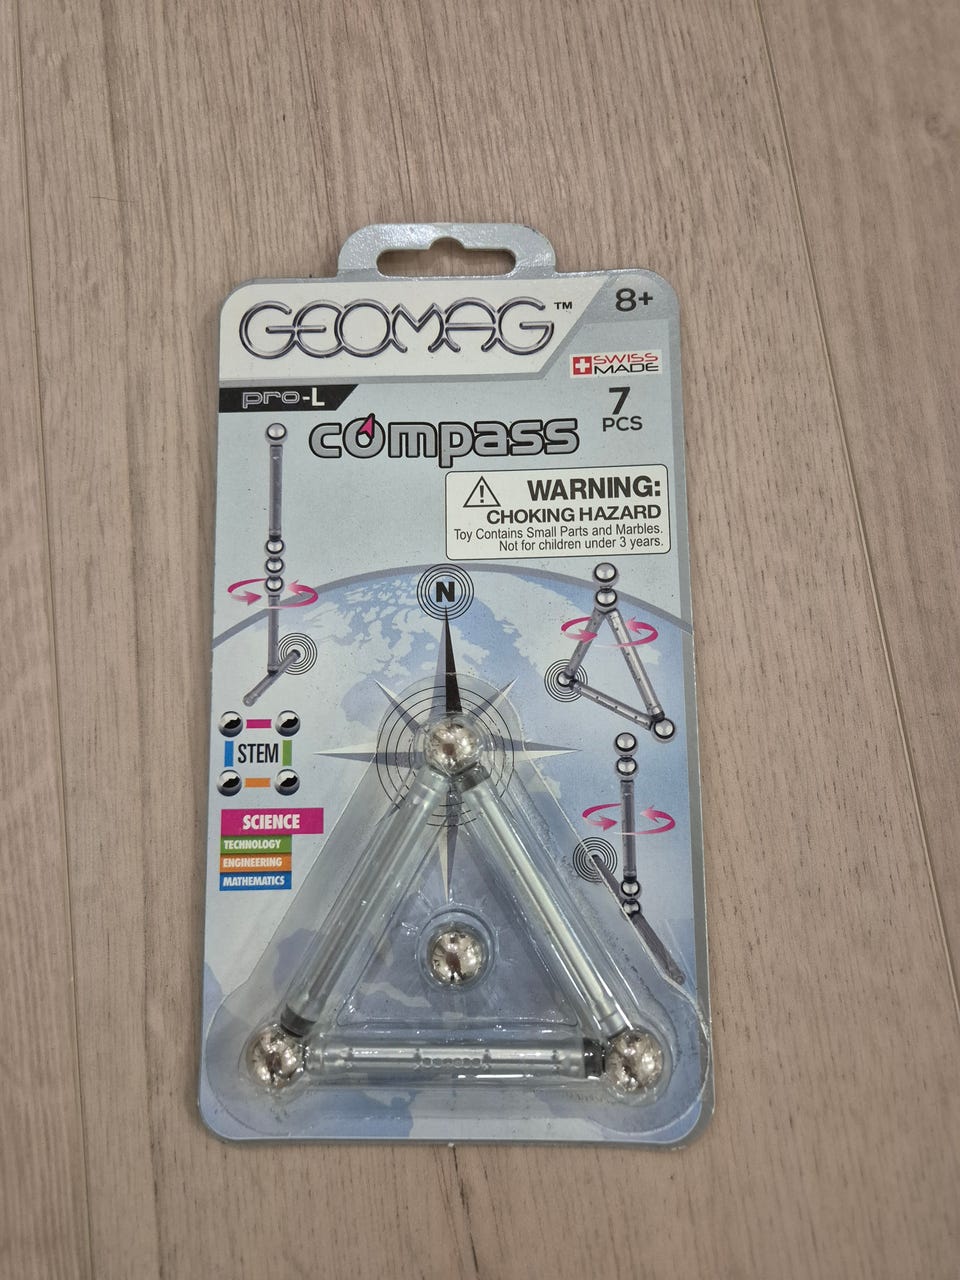 GEOMAG™
8+
SWISS
MADE
pro-L
compass
7
PCS
WARNING:
CHOKING HAZARD
Toy Contains Small Parts and Marbles.
Not for children under 3 years.
N
STEM
SCIENCE
TECHNOLOGY
ENGINEERING
MATHEMATICS